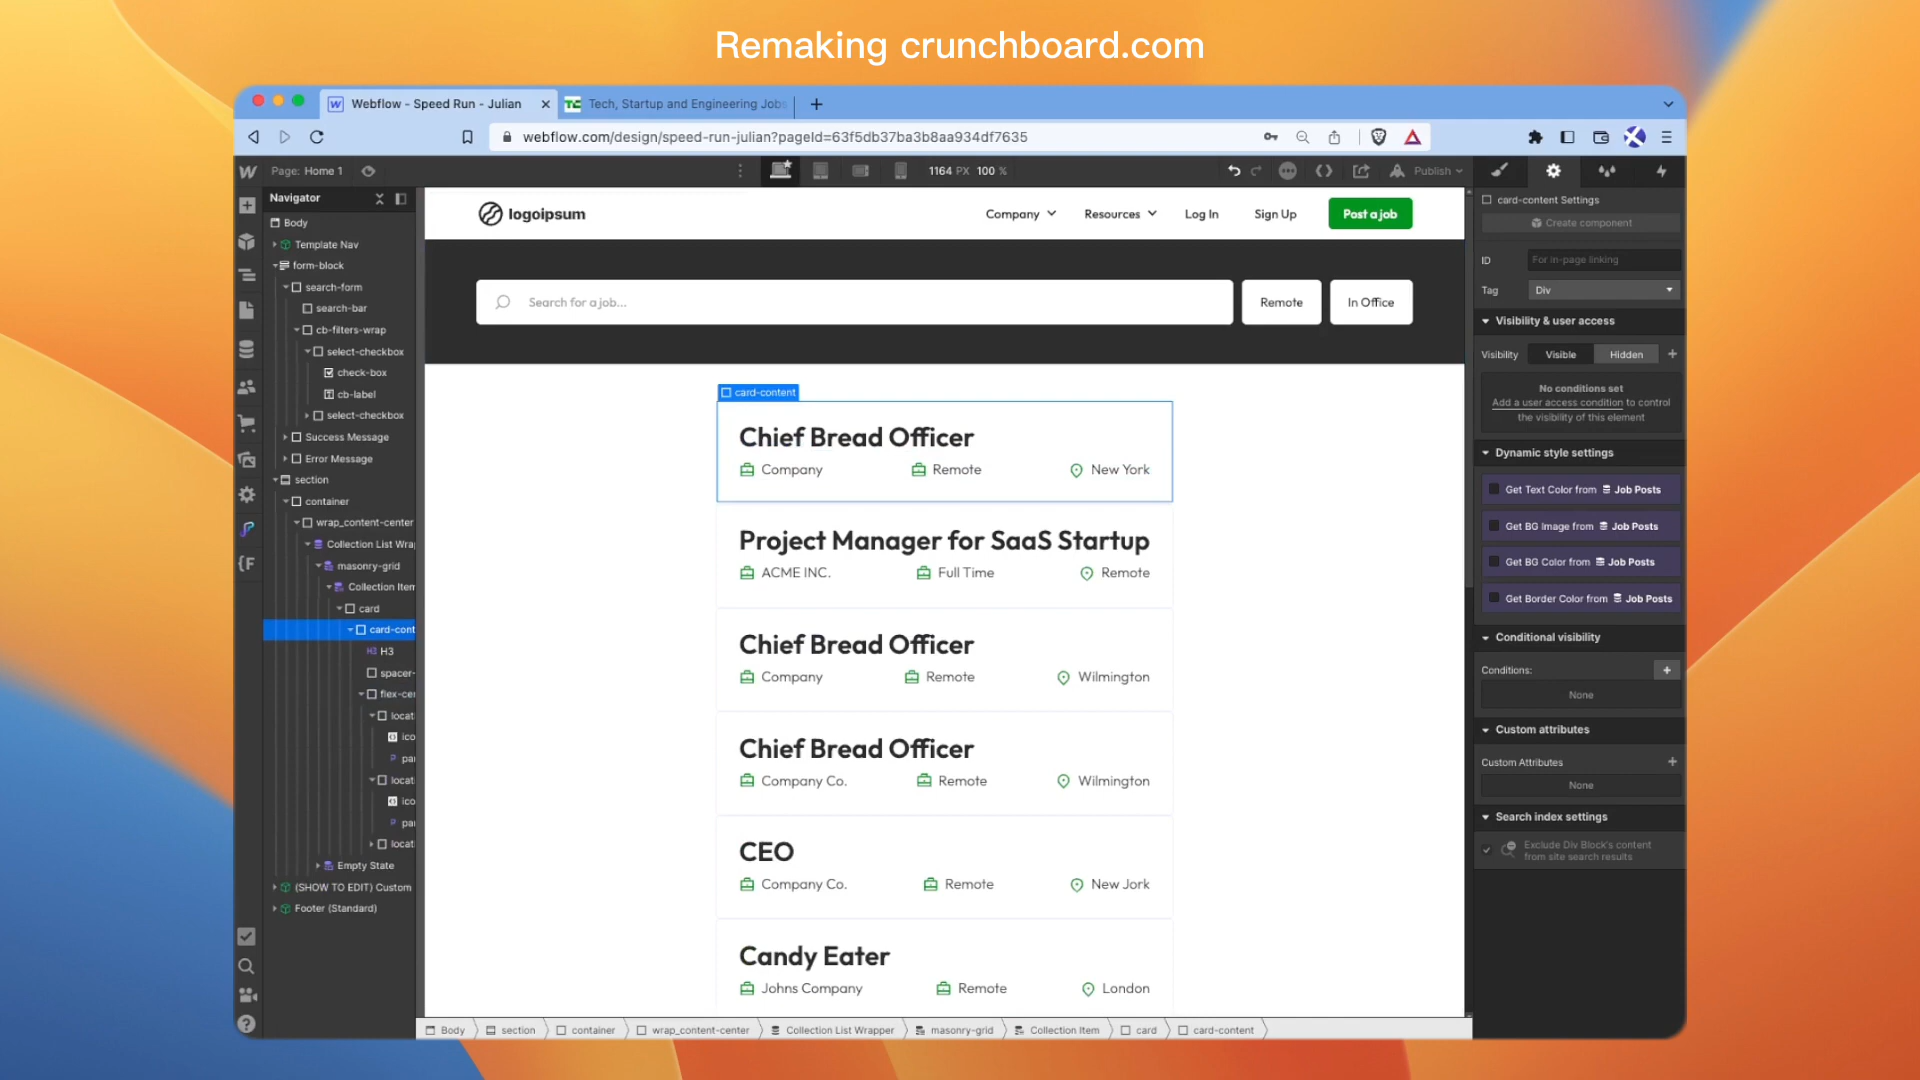 Remaking crunchboard.com
Webflow - Speed Run - Julian
Tech, Startup and Engineering Jobs
webflow.com/design/speed-run-julian?pageId=63f5db37ba3b8aa934df7635
Page: Home 1
1164 PX 100 %
Publish
Navigator
Body
Template Nav
form-block
search-form
search-bar
cb-filters-wrap
select-checkbox
check-box
cb-label
select-checkbox
Success Message
Error Message
section
container
wrap_content-center
Collection List Wra
masonry-grid
Collection Item
card
card-cont
H3 H3
spacer-
flex-ce
locat
ico
par
locat
ico
par
locat
Empty State
(SHOW TO EDIT) Custom
Footer (Standard)
logoipsum
Company
Resources
Log In
Sign Up
Post a job
Search for a job...
Remote
In Office
card-content
Chief Bread Officer
Company Remote New York
Project Manager for SaaS Startup
ACME INC. Full Time Remote
Chief Bread Officer
Company Remote Wilmington
Chief Bread Officer
Company Co. Remote Wilmington
CEO
Company Co. Remote New Jork
Candy Eater
Johns Company Remote London
Body section container wrap_content-center Collection List Wrapper masonry-grid Collection Item card card-content
card-content Settings
Create component
ID For in-page linking
Tag Div
Visibility & user access
Visibility Visible Hidden
No conditions set
Add a user access condition to control
the visibility of this element
Dynamic style settings
Get Text Color from Job Posts
Get BG Image from Job Posts
Get BG Color from Job Posts
Get Border Color from Job Posts
Conditional visibility
Conditions:
None
Custom attributes
Custom Attributes
None
Search index settings
Exclude Div Block's content
from site search results